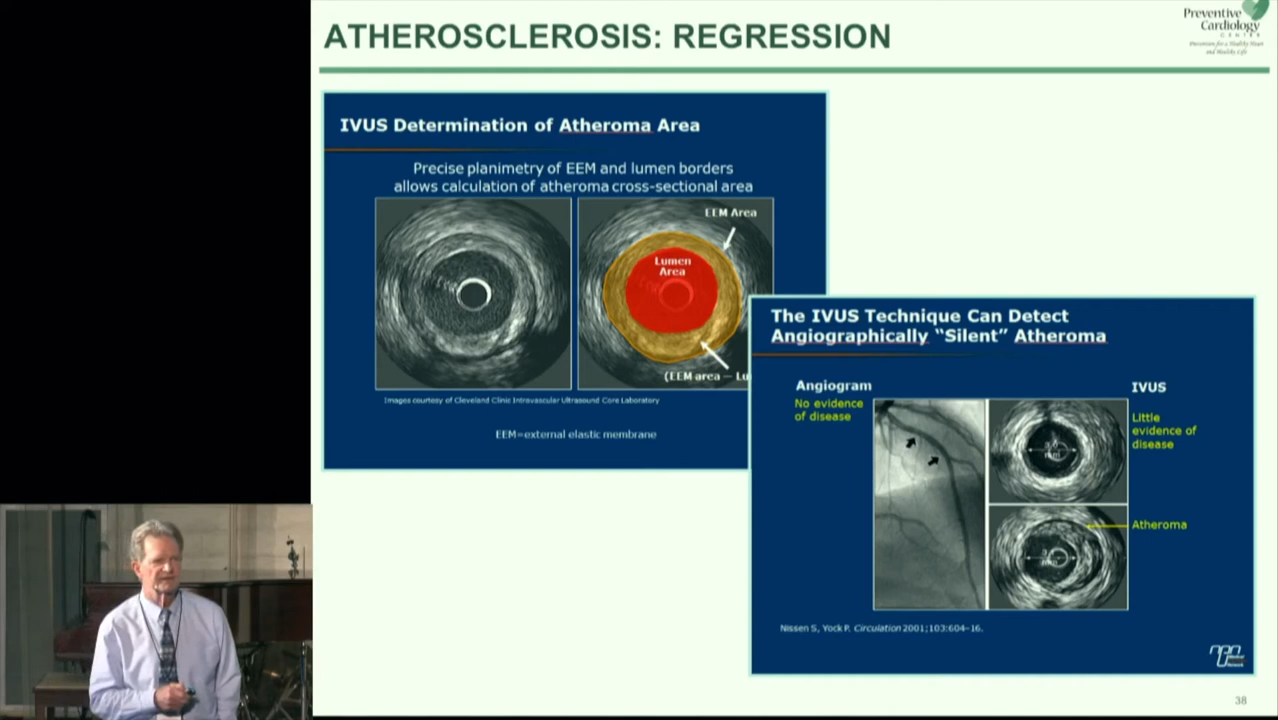 ATHEROSCLEROSIS: REGRESSION
Preventive
Cardiology
CENTER
Prevention for a Healthy Heart
and Healthy Life
IVUS Determination of Atheroma Area
Precise planimetry of EEM and lumen borders
allows calculation of atheroma cross-sectional area
EEM Area
Lumen
Area
(EEM area — Lu
Images courtesy of Cleveland Clinic Intravascular Ultrasound Core Laboratory
EEM=external elastic membrane
The IVUS Technique Can Detect
Angiographically “Silent” Atheroma
Angiogram
No evidence
of disease
IVUS
Little
evidence of
disease
Atheroma
Nissen S, Yock P. Circulation 2001;103:604–16.
38